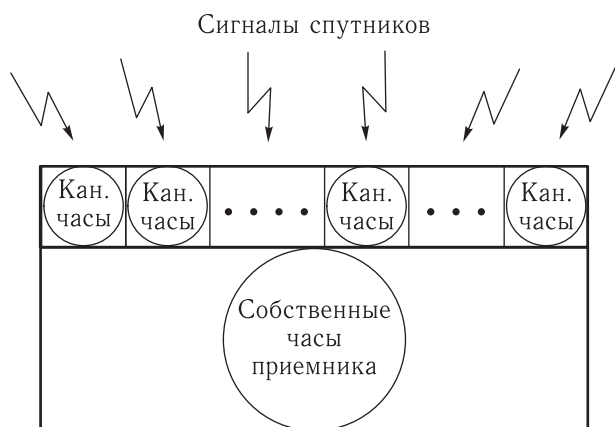 Сигналы спутников
Кан.
часы
Кан.
часы
. . . .
Кан.
часы
. . .
Кан.
часы
Собственные
часы
приемника